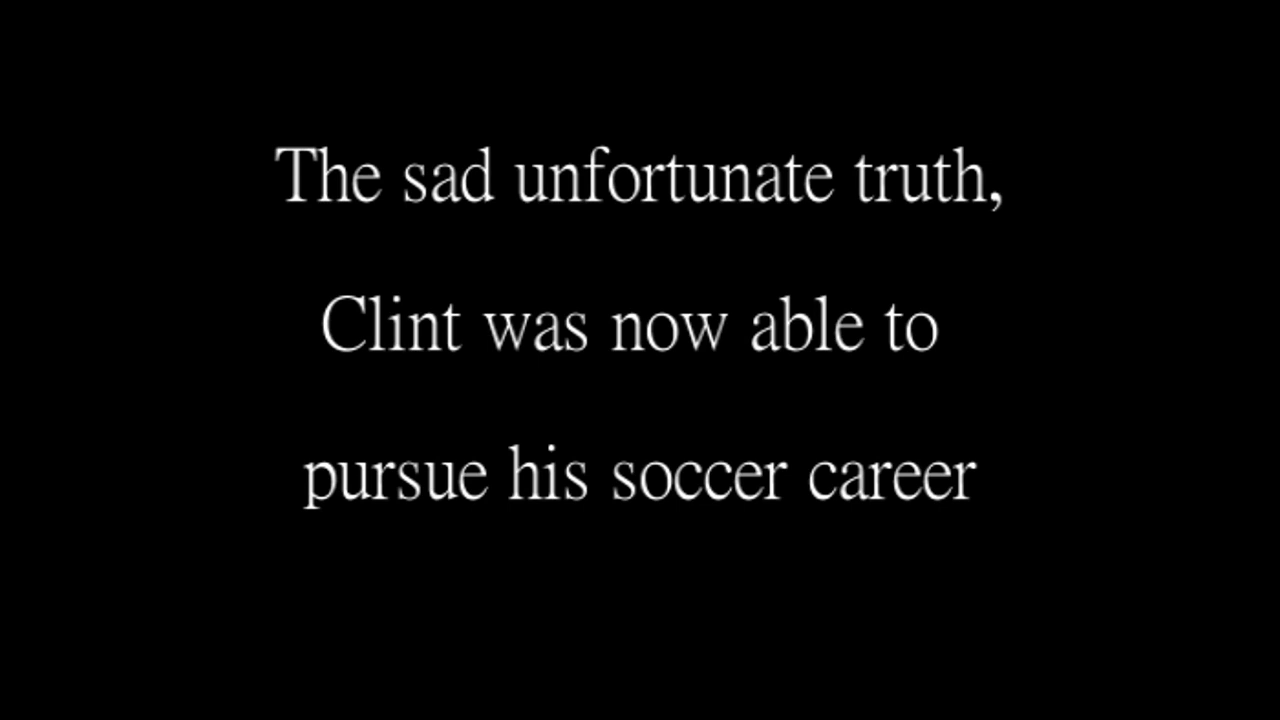 The sad unfortunate truth,
Clint was now able to
pursue his soccer career